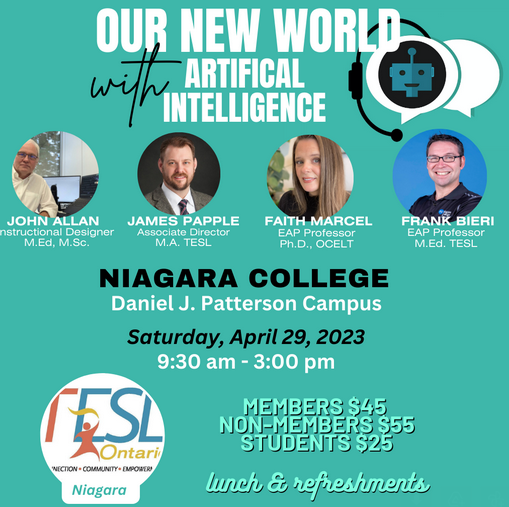 OUR NEW WORLD
with ARTIFICAL
INTELLIGENCE
JOHN ALLAN
nstructional Designer
M.Ed, M.Sc.
JAMES PAPPLE
Associate Director
M.A. TESL
FAITH MARCEL
EAP Professor
Ph.D., OCELT
FRANK BIERI
EAP Professor
M.Ed. TESL
NIAGARA COLLEGE
Daniel J. Patterson Campus
Saturday, April 29, 2023
9:30 am - 3:00 pm
TESL
Ontari
NECTION • COMMUNITY • EMPOWER
Niagara
MEMBERS $45
NON-MEMBERS $55
STUDENTS $25
lunch & refreshments